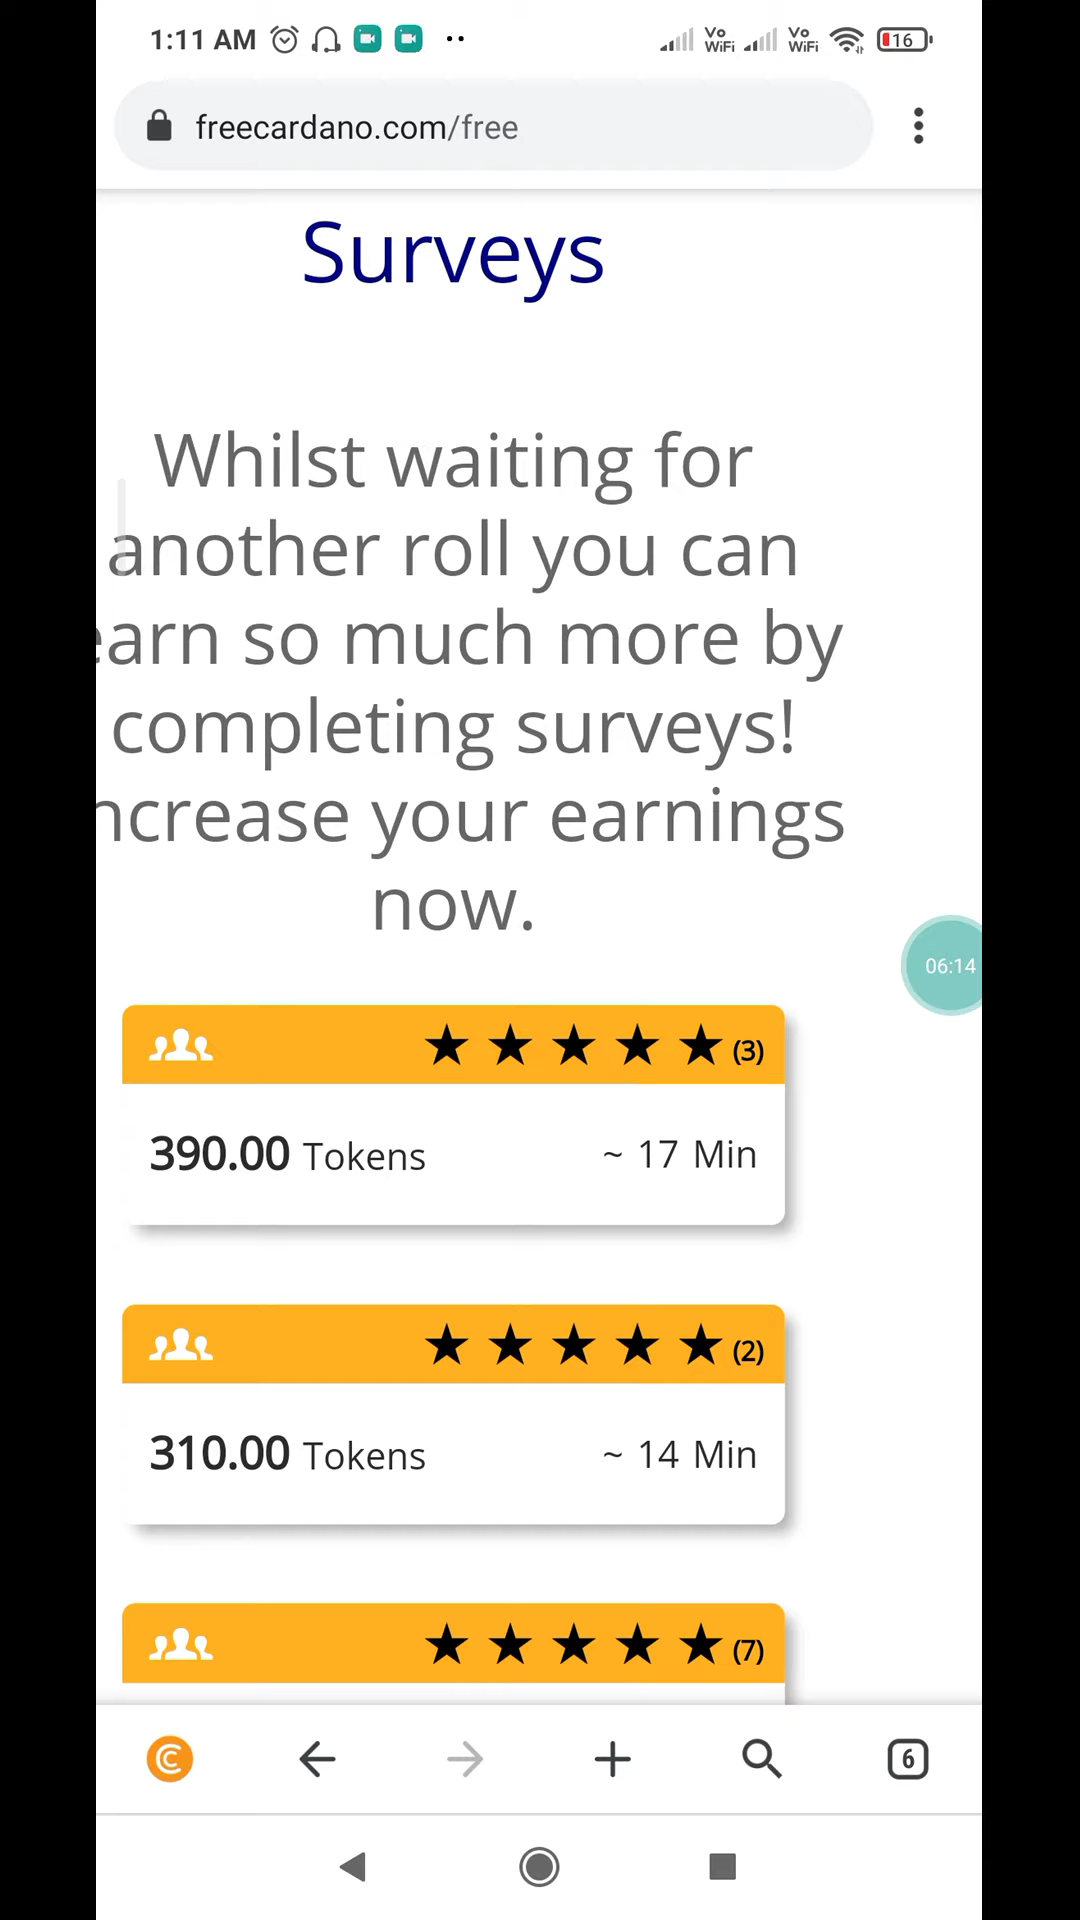 1:11 AM
Vo WiFi Vo WiFi 16
freecardano.com/free
Surveys
Whilst waiting for
another roll you can
earn so much more by
completing surveys!
ncrease your earnings
now.
06:14
(3)
390.00 Tokens ~ 17 Min
(2)
310.00 Tokens ~ 14 Min
(7)
6